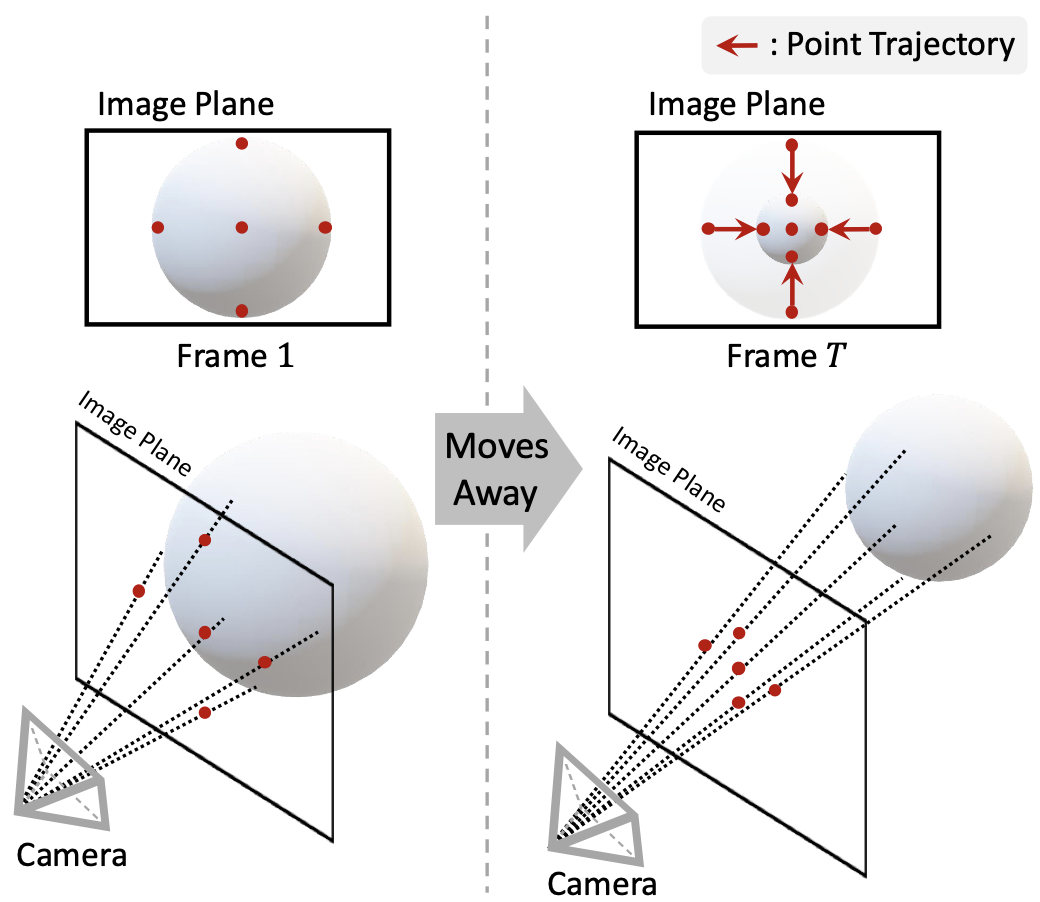 : Point Trajectory
Image Plane
Image Plane
Frame 1
Frame T
Image Plane
Moves
Away
Image Plane
Camera
Camera